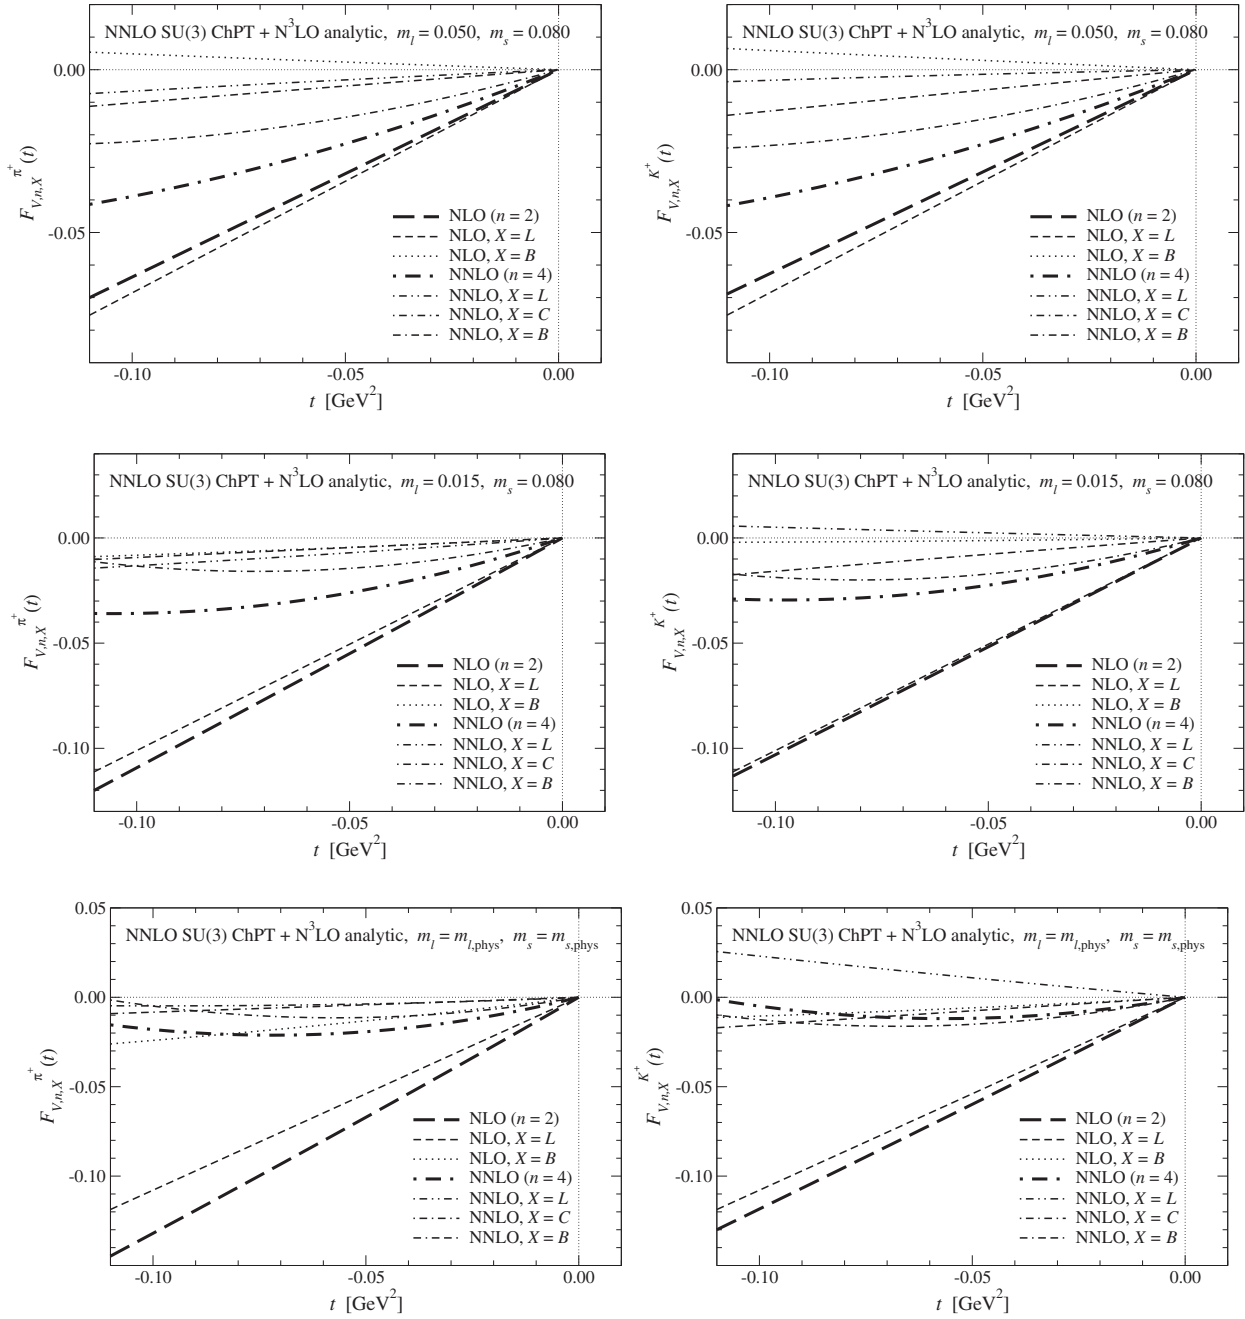 NNLO SU(3) ChPT + N³LO analytic, m_l = 0.050, m_s = 0.080
0.00
-0.05
F_{V,n,X}^{π⁺}(t)
NLO (n = 2)
NLO, X = L
NLO, X = B
NNLO (n = 4)
NNLO, X = L
NNLO, X = C
NNLO, X = B
-0.10 -0.05 0.00
t [GeV²]
NNLO SU(3) ChPT + N³LO analytic, m_l = 0.050, m_s = 0.080
0.00
-0.05
F_{V,n,X}^{K⁺}(t)
NLO (n = 2)
NLO, X = L
NLO, X = B
NNLO (n = 4)
NNLO, X = L
NNLO, X = C
NNLO, X = B
-0.10 -0.05 0.00
t [GeV²]
NNLO SU(3) ChPT + N³LO analytic, m_l = 0.015, m_s = 0.080
0.00
-0.05
-0.10
F_{V,n,X}^{π⁺}(t)
NLO (n = 2)
NLO, X = L
NLO, X = B
NNLO (n = 4)
NNLO, X = L
NNLO, X = C
NNLO, X = B
-0.10 -0.05 0.00
t [GeV²]
NNLO SU(3) ChPT + N³LO analytic, m_l = 0.015, m_s = 0.080
0.00
-0.05
-0.10
F_{V,n,X}^{K⁺}(t)
NLO (n = 2)
NLO, X = L
NLO, X = B
NNLO (n = 4)
NNLO, X = L
NNLO, X = C
NNLO, X = B
-0.10 -0.05 0.00
t [GeV²]
0.05
NNLO SU(3) ChPT + N³LO analytic, m_l = m_{l,phys}, m_s = m_{s,phys}
0.00
-0.05
-0.10
F_{V,n,X}^{π⁺}(t)
NLO (n = 2)
NLO, X = L
NLO, X = B
NNLO (n = 4)
NNLO, X = L
NNLO, X = C
NNLO, X = B
-0.10 -0.05 0.00
t [GeV²]
0.05
NNLO SU(3) ChPT + N³LO analytic, m_l = m_{l,phys}, m_s = m_{s,phys}
0.00
-0.05
-0.10
F_{V,n,X}^{K⁺}(t)
NLO (n = 2)
NLO, X = L
NLO, X = B
NNLO (n = 4)
NNLO, X = L
NNLO, X = C
NNLO, X = B
-0.10 -0.05 0.00
t [GeV²]